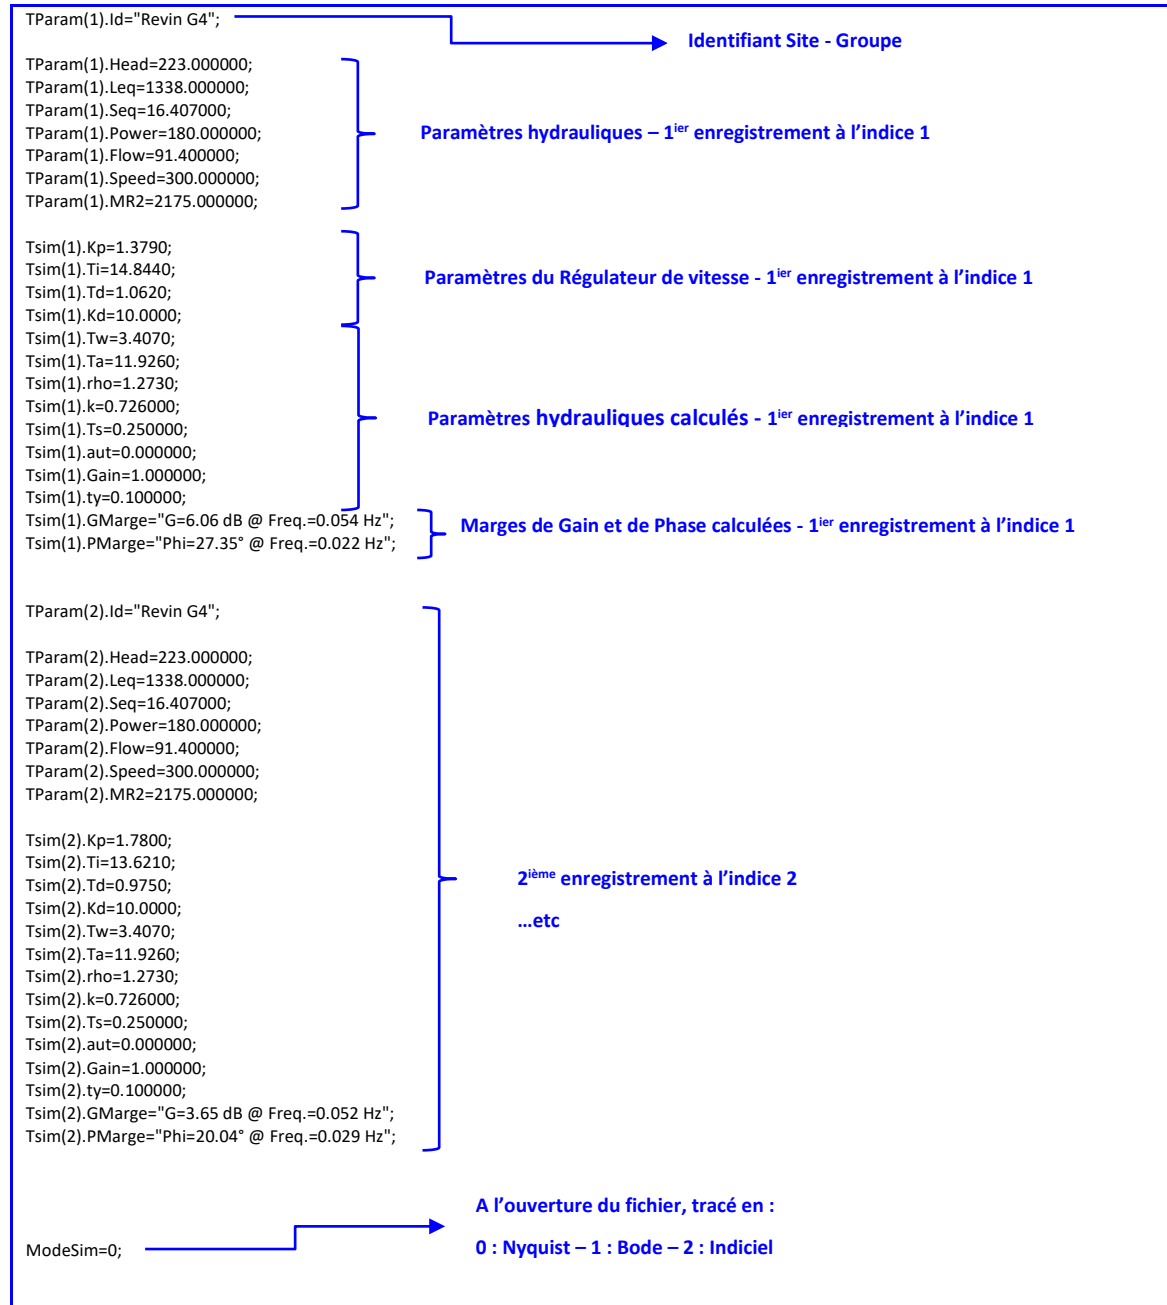 TParam(1).Id="Revin G4";
Identifiant Site - Groupe
TParam(1).Head=223.000000;
TParam(1).Leq=1338.000000;
TParam(1).Seq=16.407000;
TParam(1).Power=180.000000;
Paramètres hydrauliques – 1ier enregistrement à l’indice 1
TParam(1).Flow=91.400000;
TParam(1).Speed=300.000000;
TParam(1).MR2=2175.000000;
Tsim(1).Kp=1.3790;
Tsim(1).Ti=14.8440;
Paramètres du Régulateur de vitesse - 1ier enregistrement à l’indice 1
Tsim(1).Td=1.0620;
Tsim(1).Kd=10.0000;
Tsim(1).Tw=3.4070;
Tsim(1).Ta=11.9260;
Tsim(1).rho=1.2730;
Tsim(1).k=0.726000;
Paramètres hydrauliques calculés - 1ier enregistrement à l’indice 1
Tsim(1).Ts=0.250000;
Tsim(1).aut=0.000000;
Tsim(1).Gain=1.000000;
Tsim(1).ty=0.100000;
Tsim(1).GMarge="G=6.06 dB @ Freq.=0.054 Hz";
Marges de Gain et de Phase calculées - 1ier enregistrement à l’indice 1
Tsim(1).PMarge="Phi=27.35° @ Freq.=0.022 Hz";
TParam(2).Id="Revin G4";
TParam(2).Head=223.000000;
TParam(2).Leq=1338.000000;
TParam(2).Seq=16.407000;
TParam(2).Power=180.000000;
TParam(2).Flow=91.400000;
TParam(2).Speed=300.000000;
TParam(2).MR2=2175.000000;
Tsim(2).Kp=1.7800;
Tsim(2).Ti=13.6210;
Tsim(2).Td=0.9750;
2ième enregistrement à l’indice 2
Tsim(2).Kd=10.0000;
…etc
Tsim(2).Tw=3.4070;
Tsim(2).Ta=11.9260;
Tsim(2).rho=1.2730;
Tsim(2).k=0.726000;
Tsim(2).Ts=0.250000;
Tsim(2).aut=0.000000;
Tsim(2).Gain=1.000000;
Tsim(2).ty=0.100000;
Tsim(2).GMarge="G=3.65 dB @ Freq.=0.052 Hz";
Tsim(2).PMarge="Phi=20.04° @ Freq.=0.029 Hz";
A l’ouverture du fichier, tracé en :
ModeSim=0;
0 : Nyquist – 1 : Bode – 2 : Indiciel